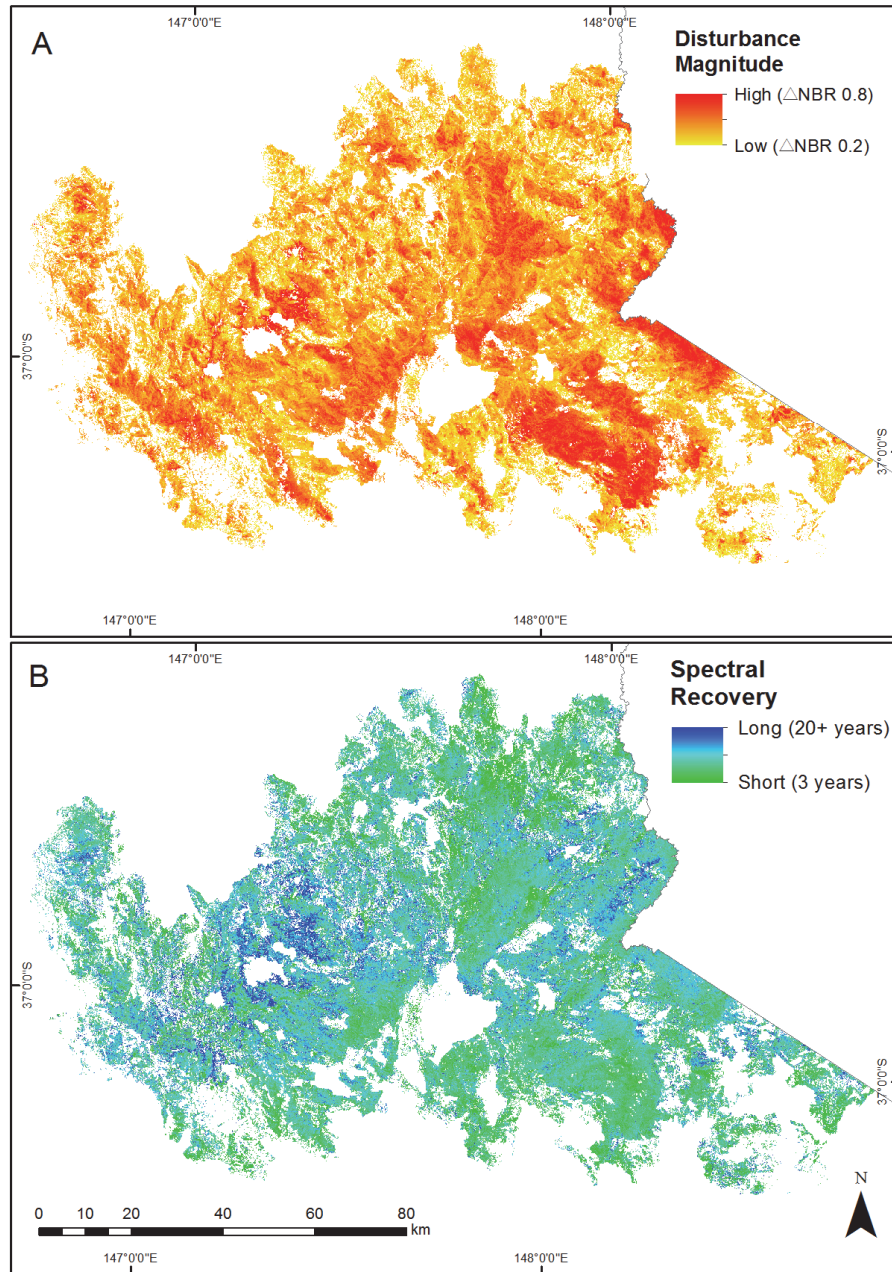 147°0'0"E 148°0'0"E
A
Disturbance
Magnitude
High (△NBR 0.8)
Low (△NBR 0.2)
37°0'0"S
37°0'0"S
147°0'0"E 148°0'0"E
147°0'0"E 148°0'0"E
B
Spectral
Recovery
Long (20+ years)
Short (3 years)
37°0'0"S
37°0'0"S
N
0 10 20 40 60 80
km
147°0'0"E 148°0'0"E